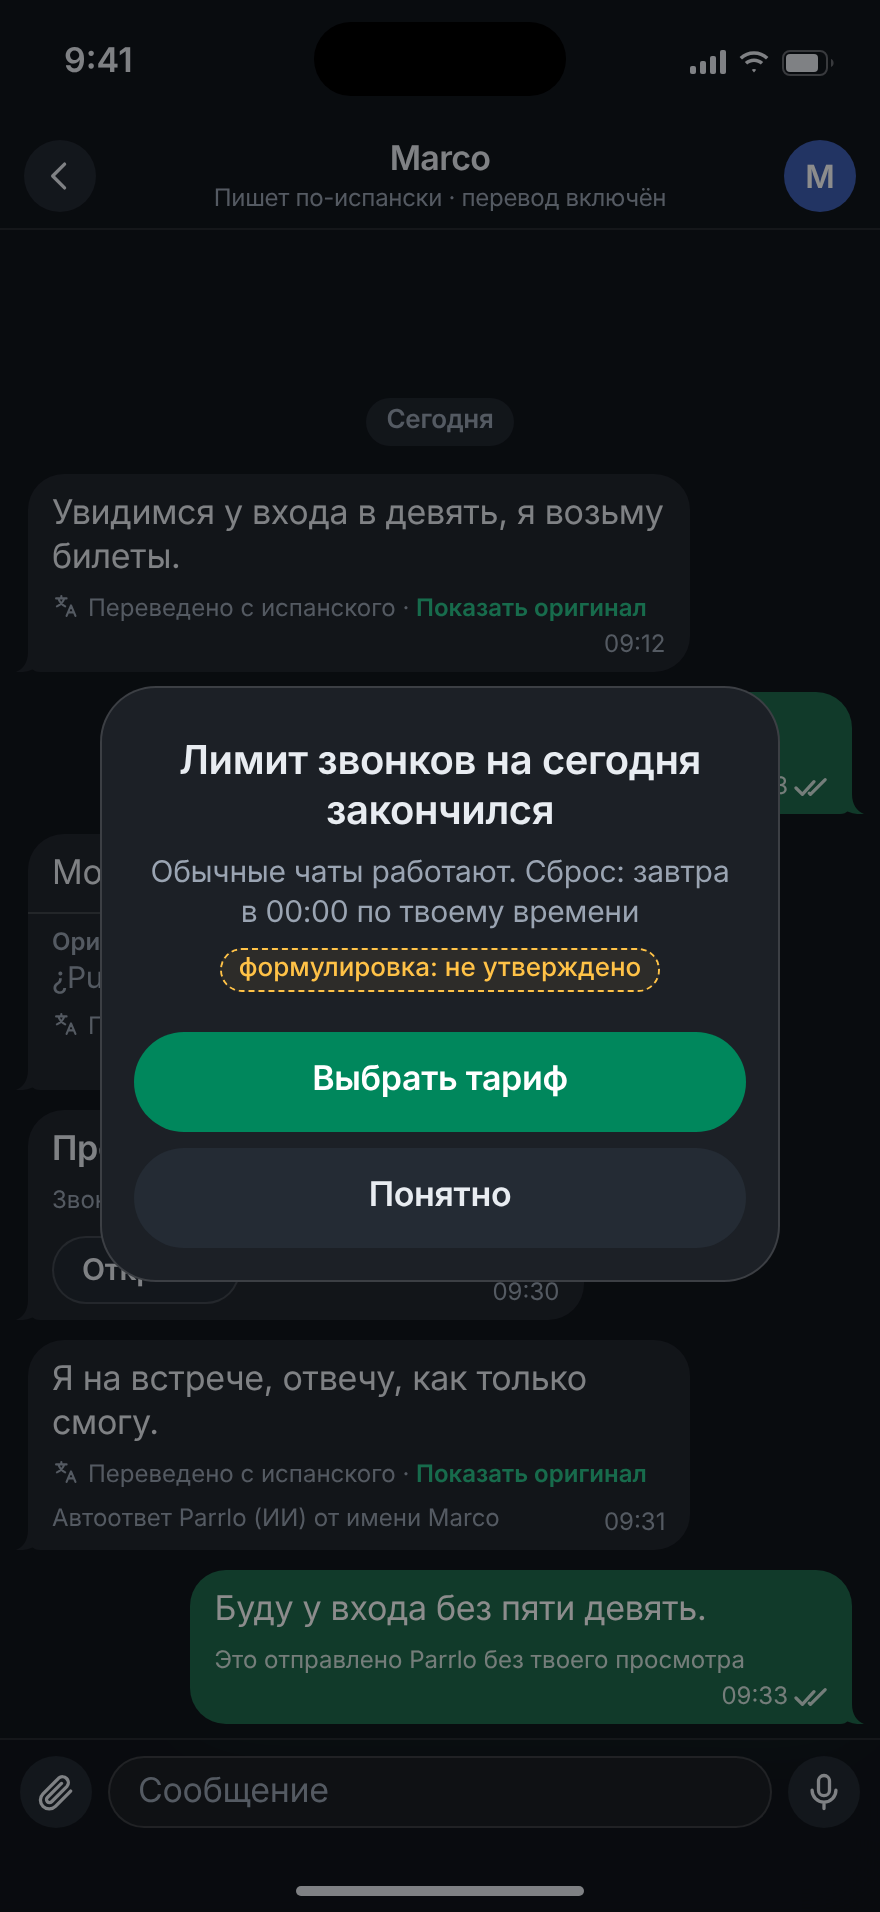 9:41
Marco
Пишет по-испански · перевод включён
M
Сегодня
Увидимся у входа в девять, я возьму
билеты.
Переведено с испанского · Показать оригинал
09:12
Лимит звонков на сегодня
закончился
Обычные чаты работают. Сброс: завтра
в 00:00 по твоему времени
формулировка: не утверждено
Выбрать тариф
Понятно
09:30
Я на встрече, отвечу, как только
смогу.
Переведено с испанского · Показать оригинал
Автоответ Parrlo (ИИ) от имени Marco
09:31
Буду у входа без пяти девять.
Это отправлено Parrlo без твоего просмотра
09:33
Сообщение